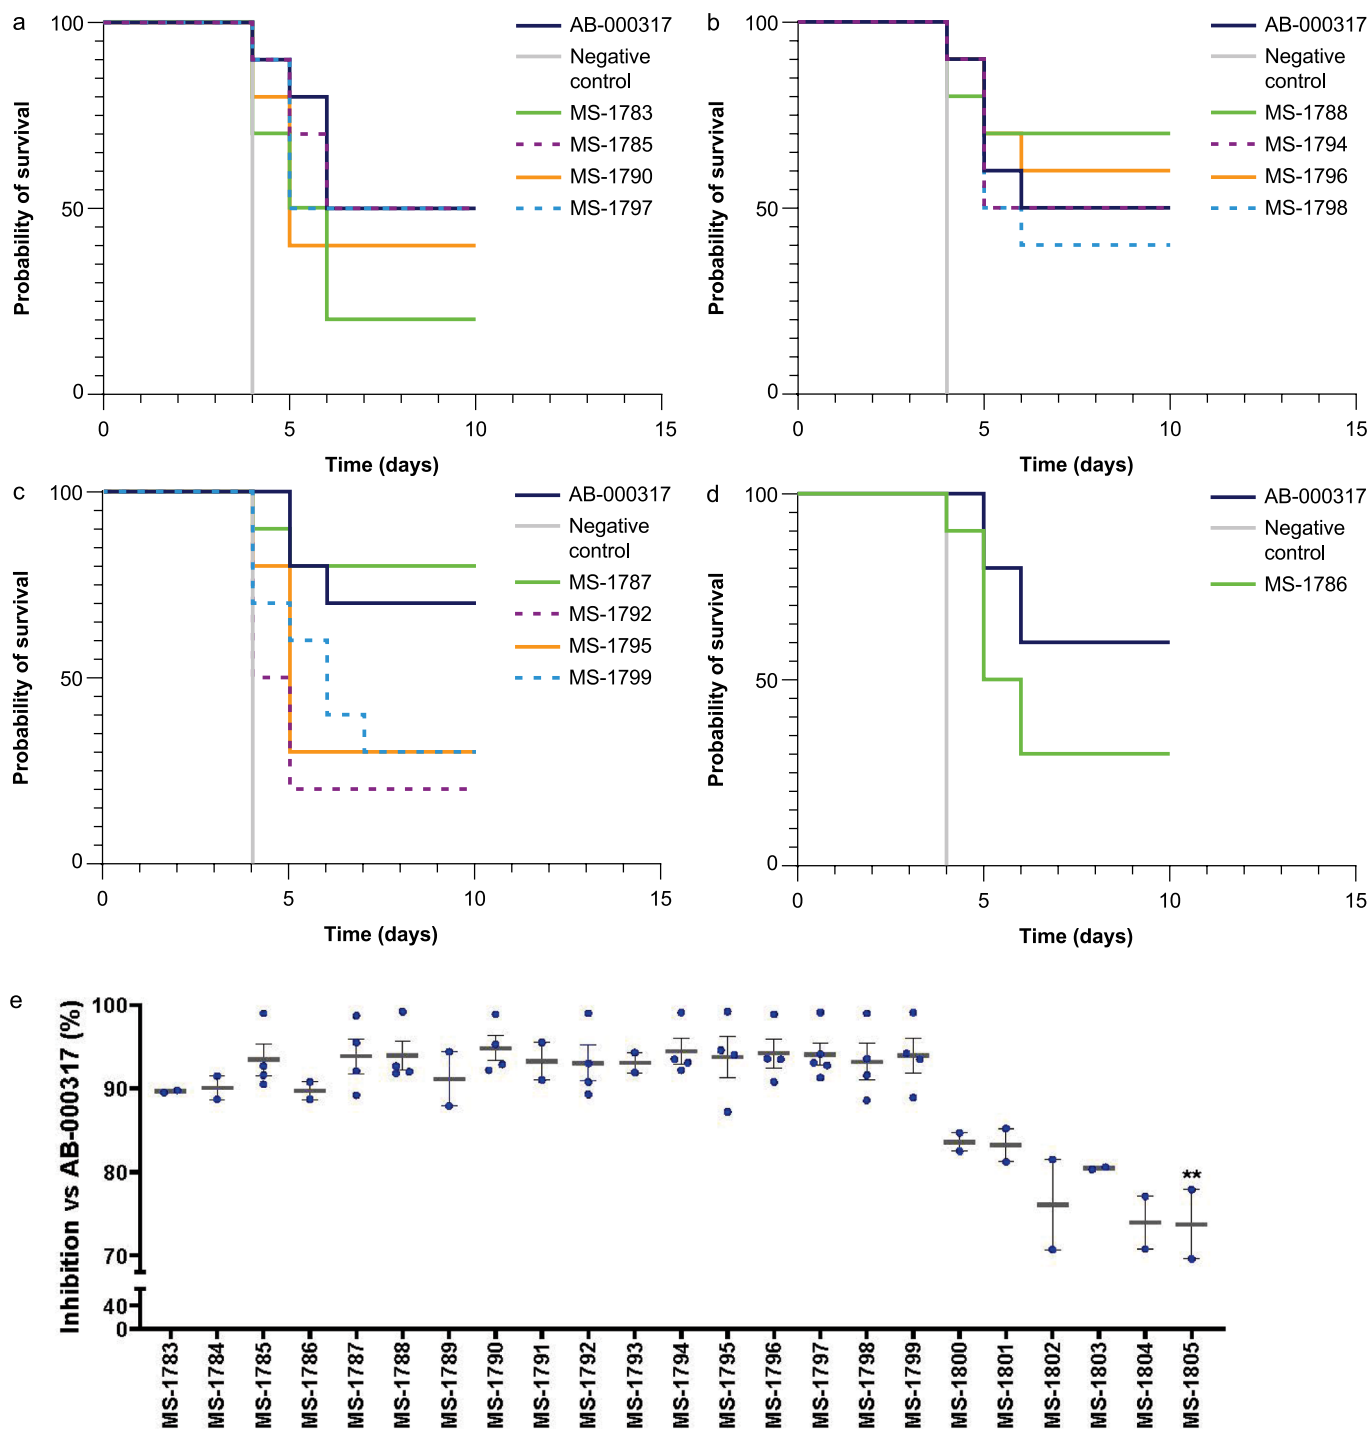 a
100
50
0
0
5
10
15
Probability of survival
Time (days)
AB-000317
Negative
control
MS-1783
MS-1785
MS-1790
MS-1797
b
100
50
0
0
5
10
15
Probability of survival
Time (days)
AB-000317
Negative
control
MS-1788
MS-1794
MS-1796
MS-1798
c
100
50
0
0
5
10
15
Probability of survival
Time (days)
AB-000317
Negative
control
MS-1787
MS-1792
MS-1795
MS-1799
d
100
50
0
0
5
10
15
Probability of survival
Time (days)
AB-000317
Negative
control
MS-1786
e
Inhibition vs AB-000317 (%)
100
90
80
70
40
0
**
MS-1783
MS-1784
MS-1785
MS-1786
MS-1787
MS-1788
MS-1789
MS-1790
MS-1791
MS-1792
MS-1793
MS-1794
MS-1795
MS-1796
MS-1797
MS-1798
MS-1799
MS-1800
MS-1801
MS-1802
MS-1803
MS-1804
MS-1805